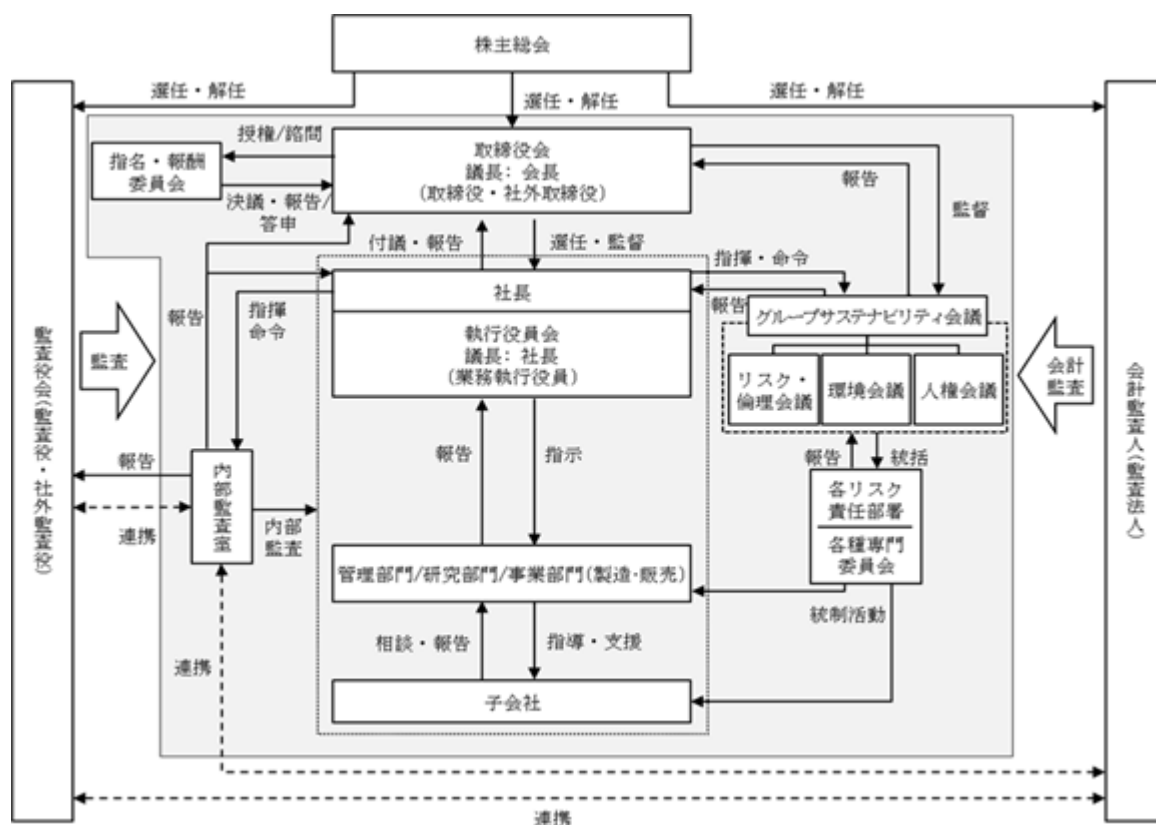 株主総会
選任・解任
選任・解任
選任・解任
授権/諮問
指名・報酬
委員会
決議・報告/
答申
取締役会
議長: 会長
(取締役・社外取締役)
報告
監督
付議・報告
選任・監督
指揮・命令
報告
社長
執行役員会
議長: 社長
(業務執行役員)
報告
指揮
命令
グループサステナビリティ会議
リスク・
倫理会議
環境会議
人権会議
監査
会計
監査
監査役会(監査役・社外監査役)
会計監査人(監査法人)
報告
連携
内部監査室
内部
監査
報告
指示
報告
統括
各リスク
責任部署
各種専門
委員会
管理部門/研究部門/事業部門(製造・販売)
統制活動
相談・報告
指導・支援
連携
子会社
連携